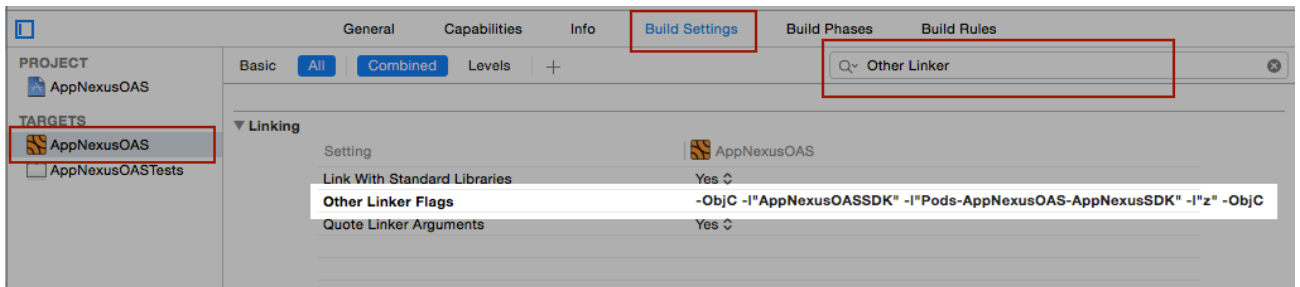 General Capabilities Info Build Settings Build Phases Build Rules
PROJECT
AppNexusOAS
TARGETS
AppNexusOAS
AppNexusOASTests
Basic All Combined Levels + Other Linker
Linking
Setting AppNexusOAS
Link With Standard Libraries Yes
Other Linker Flags -ObjC -l"AppNexusOASSDK" -l"Pods-AppNexusOAS-AppNexusSDK" -l"z" -ObjC
Quote Linker Arguments Yes